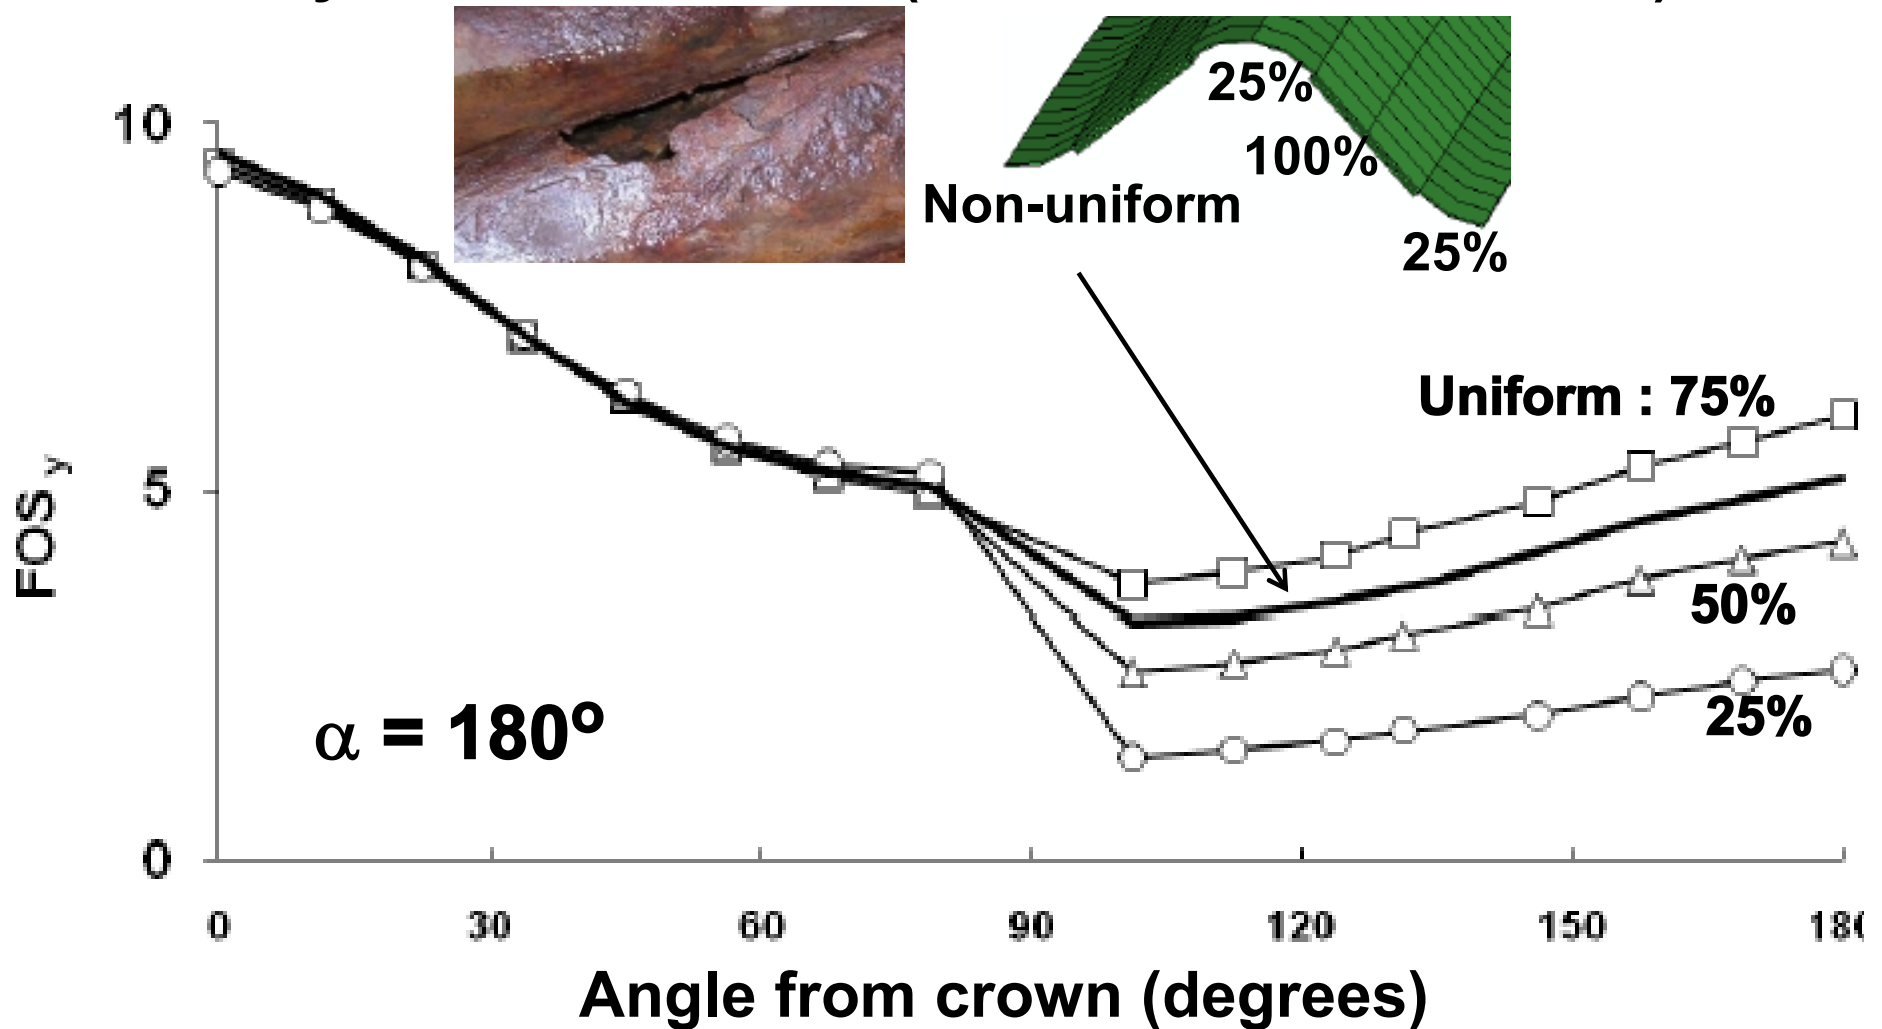 10
25%
100%
Non-uniform
25%
Uniform : 75%
5
FOS y
50%
25%
α = 180º
0
0 30 60 90 120 150
Angle from crown (degrees)